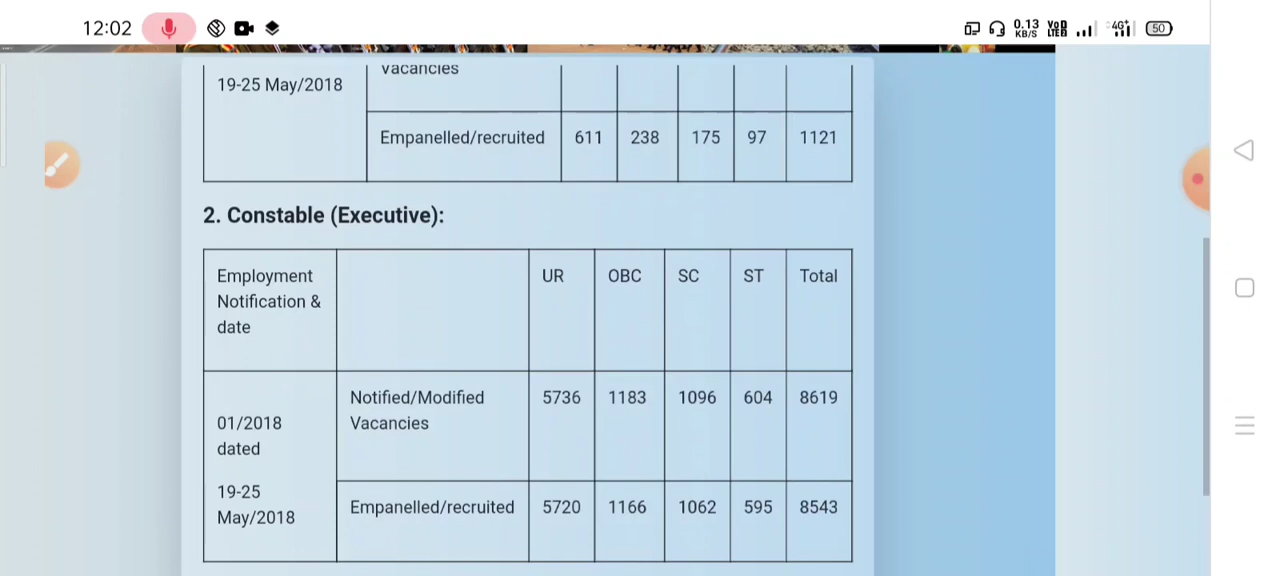 12:02
0.13 KB/S VoD LTE 4G+ 50
vacancies
19-25 May/2018
Empanelled/recruited 611 238 175 97 1121
2. Constable (Executive):
Employment Notification & date UR OBC SC ST Total
01/2018 dated
19-25 May/2018
Notified/Modified Vacancies 5736 1183 1096 604 8619
Empanelled/recruited 5720 1166 1062 595 8543